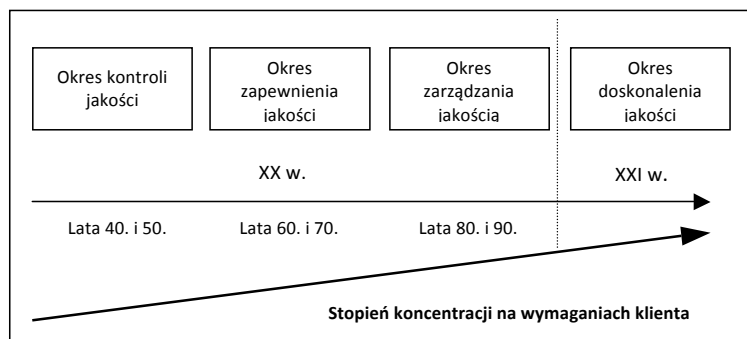 Okres kontroli
jakości
Okres
zapewnienia
jakości
Okres
zarządzania
jakością
Okres
doskonalenia
jakości
XX w.
XXI w.
Lata 40. i 50.
Lata 60. i 70.
Lata 80. i 90.
Stopień koncentracji na wymaganiach klienta